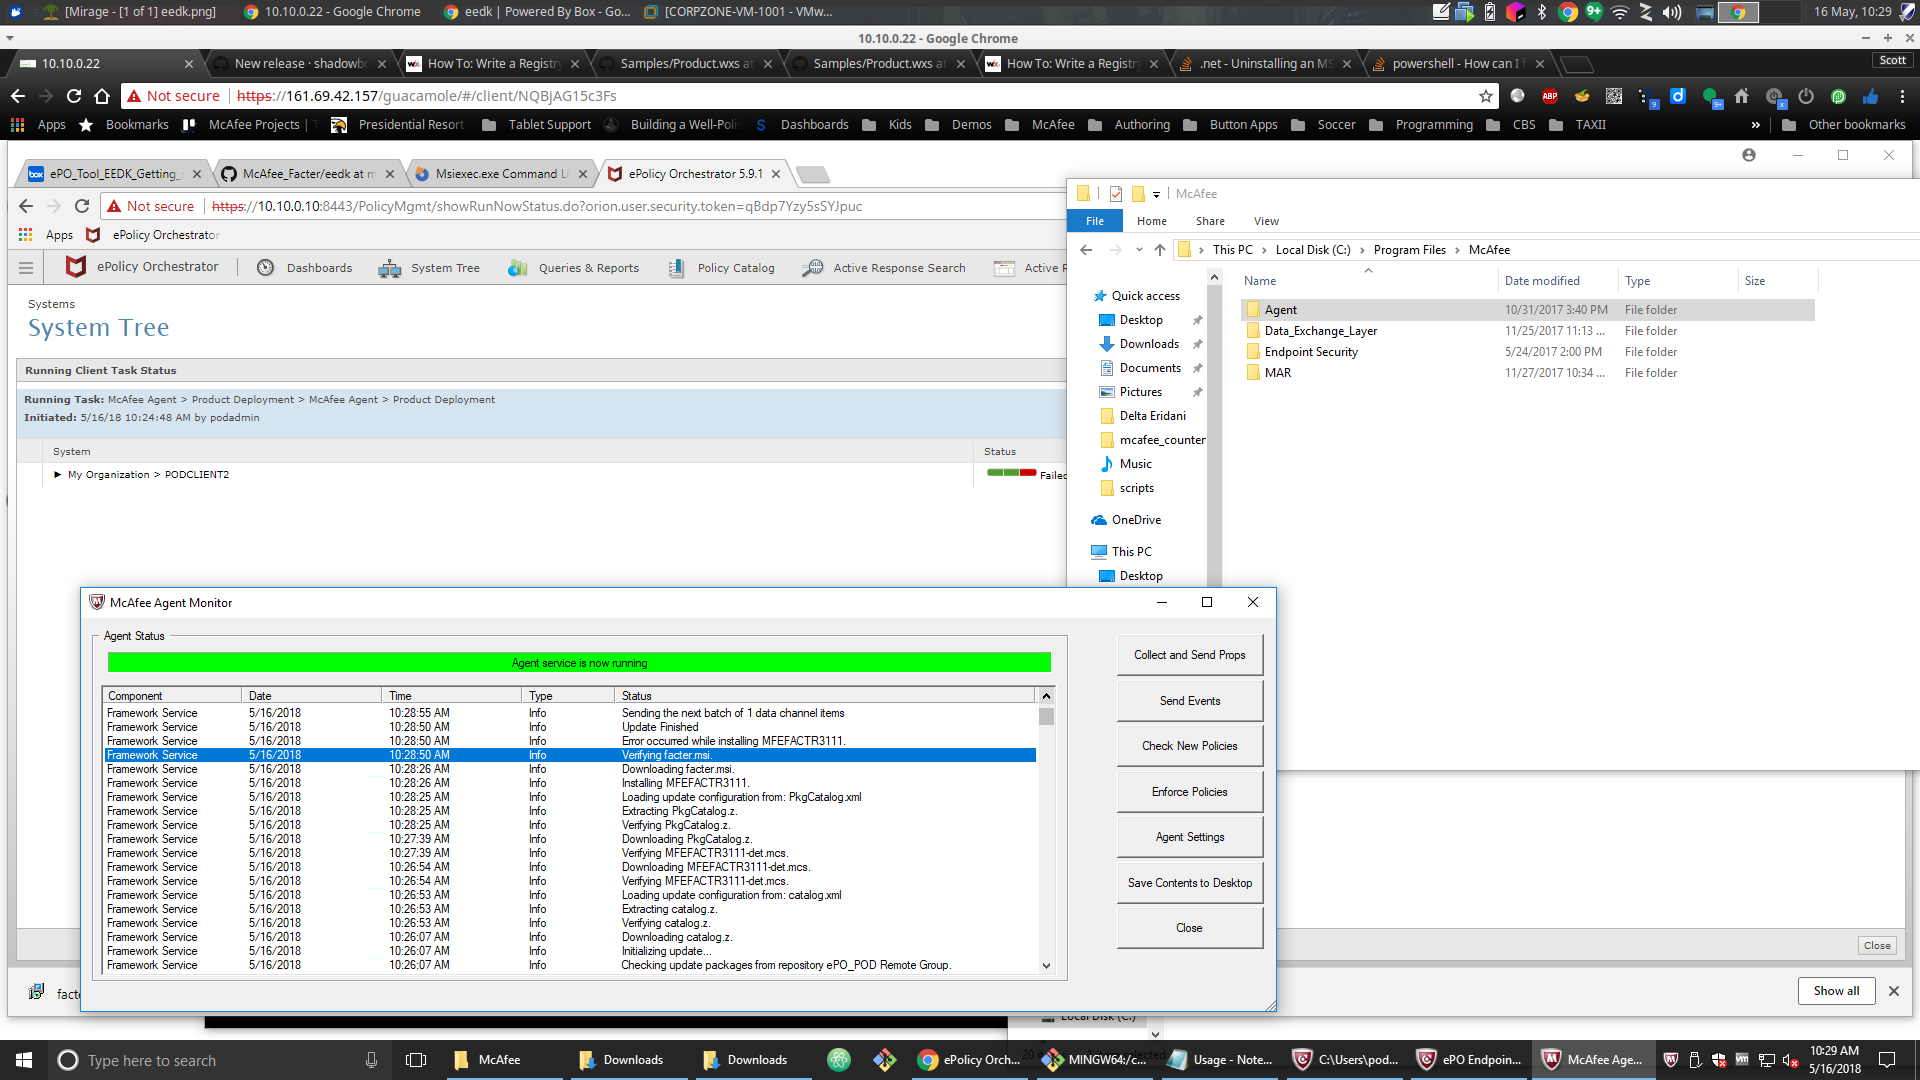 [Mirage - [1 of 1] eedk.png]
10.10.0.22 - Google Chrome
eedk | Powered By Box - Go...
[CORPZONE-VM-1001 - VMw...
16 May, 10:29
10.10.0.22 - Google Chrome
10.10.0.22
New release · shadowb
How To: Write a Registry
Samples/Product.wxs at
Samples/Product.wxs at
How To: Write a Registry
.net - Uninstalling an MS
powershell - How can I f
Scott
Not secure
https://161.69.42.157/guacamole/#/client/NQBjAG15c3Fs
Apps
Bookmarks
McAfee Projects |
Presidential Resort
Tablet Support
Building a Well-Poli
Dashboards
Kids
Demos
McAfee
Authoring
Button Apps
Soccer
Programming
CBS
TAXII
»
Other bookmarks
ePO_Tool_EEDK_Getting_
McAfee_Facter/eedk at m
Msiexec.exe Command Li
ePolicy Orchestrator 5.9.1
Not secure
https://10.10.0.10:8443/PolicyMgmt/showRunNowStatus.do?orion.user.security.token=qBdp7Yzy5sSYJpuc
Apps
ePolicy Orchestrator
ePolicy Orchestrator
Dashboards
System Tree
Queries & Reports
Policy Catalog
Active Response Search
Active R
Systems
System Tree
Running Client Task Status
Running Task: McAfee Agent > Product Deployment > McAfee Agent > Product Deployment
Initiated: 5/16/18 10:24:48 AM by podadmin
System
Status
My Organization > PODCLIENT2
Failed
McAfee
File
Home
Share
View
This PC > Local Disk (C:) > Program Files > McAfee
Name
Date modified
Type
Size
Agent 10/31/2017 3:40 PM File folder
Data_Exchange_Layer 11/25/2017 11:13 ... File folder
Endpoint Security 5/24/2017 2:00 PM File folder
MAR 11/27/2017 10:34 ... File folder
Quick access
Desktop
Downloads
Documents
Pictures
Delta Eridani
mcafee_counter
Music
scripts
OneDrive
This PC
Desktop
McAfee Agent Monitor
Agent Status
Agent service is now running
Component Date Time Type Status
Framework Service 5/16/2018 10:28:55 AM Info Sending the next batch of 1 data channel items
Framework Service 5/16/2018 10:28:50 AM Info Update Finished
Framework Service 5/16/2018 10:28:50 AM Info Error occurred while installing MFEFACTR3111.
Framework Service 5/16/2018 10:28:50 AM Info Verifying facter.msi.
Framework Service 5/16/2018 10:28:26 AM Info Downloading facter.msi.
Framework Service 5/16/2018 10:28:26 AM Info Installing MFEFACTR3111.
Framework Service 5/16/2018 10:28:25 AM Info Loading update configuration from: PkgCatalog.xml
Framework Service 5/16/2018 10:28:25 AM Info Extracting PkgCatalog.z.
Framework Service 5/16/2018 10:28:25 AM Info Verifying PkgCatalog.z.
Framework Service 5/16/2018 10:27:39 AM Info Downloading PkgCatalog.z.
Framework Service 5/16/2018 10:27:39 AM Info Verifying MFEFACTR3111-det.mcs.
Framework Service 5/16/2018 10:26:54 AM Info Downloading MFEFACTR3111-det.mcs.
Framework Service 5/16/2018 10:26:54 AM Info Verifying MFEFACTR3111-det.mcs.
Framework Service 5/16/2018 10:26:53 AM Info Loading update configuration from: catalog.xml
Framework Service 5/16/2018 10:26:53 AM Info Extracting catalog.z.
Framework Service 5/16/2018 10:26:53 AM Info Verifying catalog.z.
Framework Service 5/16/2018 10:26:07 AM Info Downloading catalog.z.
Framework Service 5/16/2018 10:26:07 AM Info Initializing update...
Framework Service 5/16/2018 10:26:07 AM Info Checking update packages from repository ePO_POD Remote Group.
Collect and Send Props
Send Events
Check New Policies
Enforce Policies
Agent Settings
Save Contents to Desktop
Close
Close
facte
Show all
Local Disk (C:)
Type here to search
McAfee
Downloads
Downloads
ePolicy Orch...
MINGW64:/c...
Usage - Note...
C:\Users\pod...
ePO Endpoin...
McAfee Age...
10:29 AM
5/16/2018